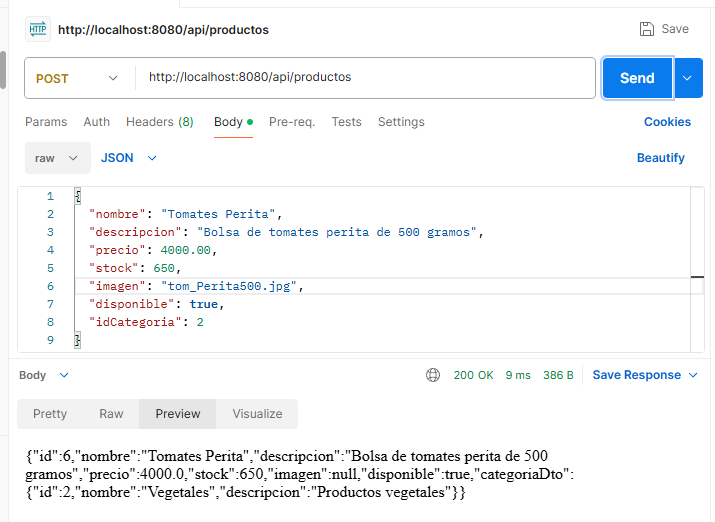 HTTP http://localhost:8080/api/productos Save
POST http://localhost:8080/api/productos Send
Params Auth Headers (8) Body Pre-req. Tests Settings Cookies
raw JSON Beautify
1 {
2 "nombre": "Tomates Perita",
3 "descripcion": "Bolsa de tomates perita de 500 gramos",
4 "precio": 4000.00,
5 "stock": 650,
6 "imagen": "tom_Perita500.jpg",
7 "disponible": true,
8 "idCategoria": 2
9 }
Body 200 OK 9 ms 386 B Save Response
Pretty Raw Preview Visualize
{"id":6,"nombre":"Tomates Perita","descripcion":"Bolsa de tomates perita de 500
gramos","precio":4000.0,"stock":650,"imagen":null,"disponible":true,"categoriaDto":
{"id":2,"nombre":"Vegetales","descripcion":"Productos vegetales"}}